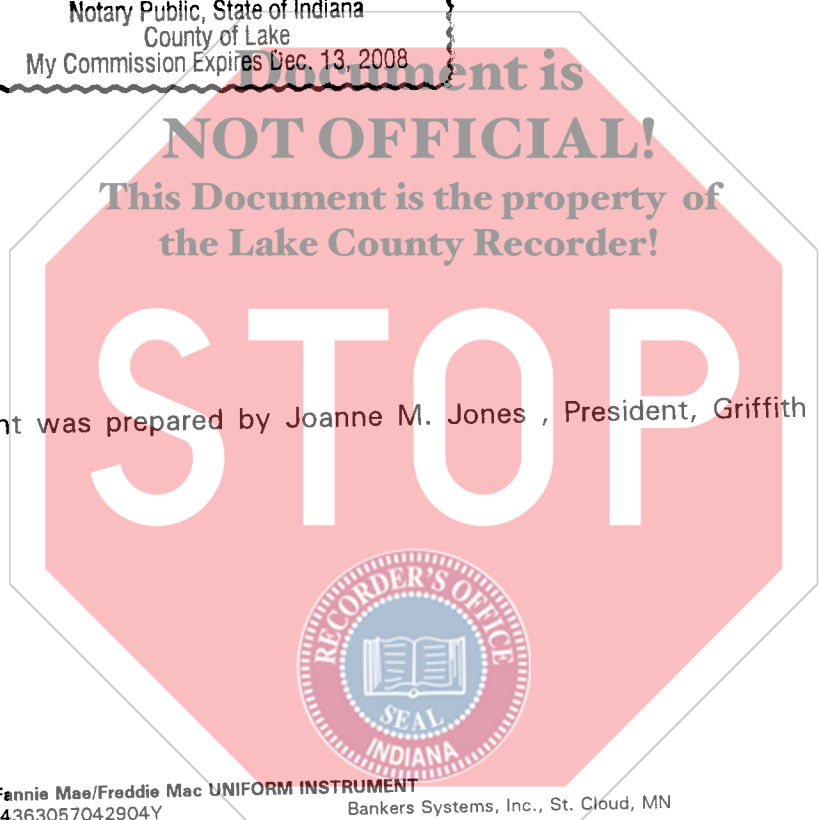 Notary Public, State of Indiana
County of Lake
My Commission Expires Dec. 13, 2008
Document is
NOT OFFICIAL!
This Document is the property of
the Lake County Recorder!
STOP
nt was prepared by Joanne M. Jones , President, Griffith
RECORDER'S OFFICE
SEAL
INDIANA
Fannie Mae/Freddie Mac UNIFORM INSTRUMENT
4363057042904Y
Bankers Systems, Inc., St. Cloud, MN